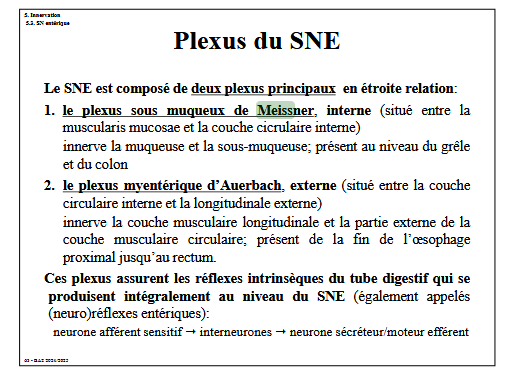 5. Innervation
5.3. SN entérique
Plexus du SNE
Le SNE est composé de deux plexus principaux en étroite relation:
1. le plexus sous muqueux de Meissner, interne (situé entre la
muscularis mucosae et la couche cicrulaire interne)
innerve la muqueuse et la sous-muqueuse; présent au niveau du grêle
et du colon
2. le plexus myentérique d'Auerbach, externe (situé entre la couche
circulaire interne et la longitudinale externe)
innerve la couche musculaire longitudinale et la partie externe de la
couche musculaire circulaire; présent de la fin de l'œsophage
proximal jusqu'au rectum.
Ces plexus assurent les réflexes intrinsèques du tube digestif qui se
produisent intégralement au niveau du SNE (également appelés
(neuro)réflexes entériques):
neurone afférent sensitif → interneurones → neurone sécréteur/moteur efférent